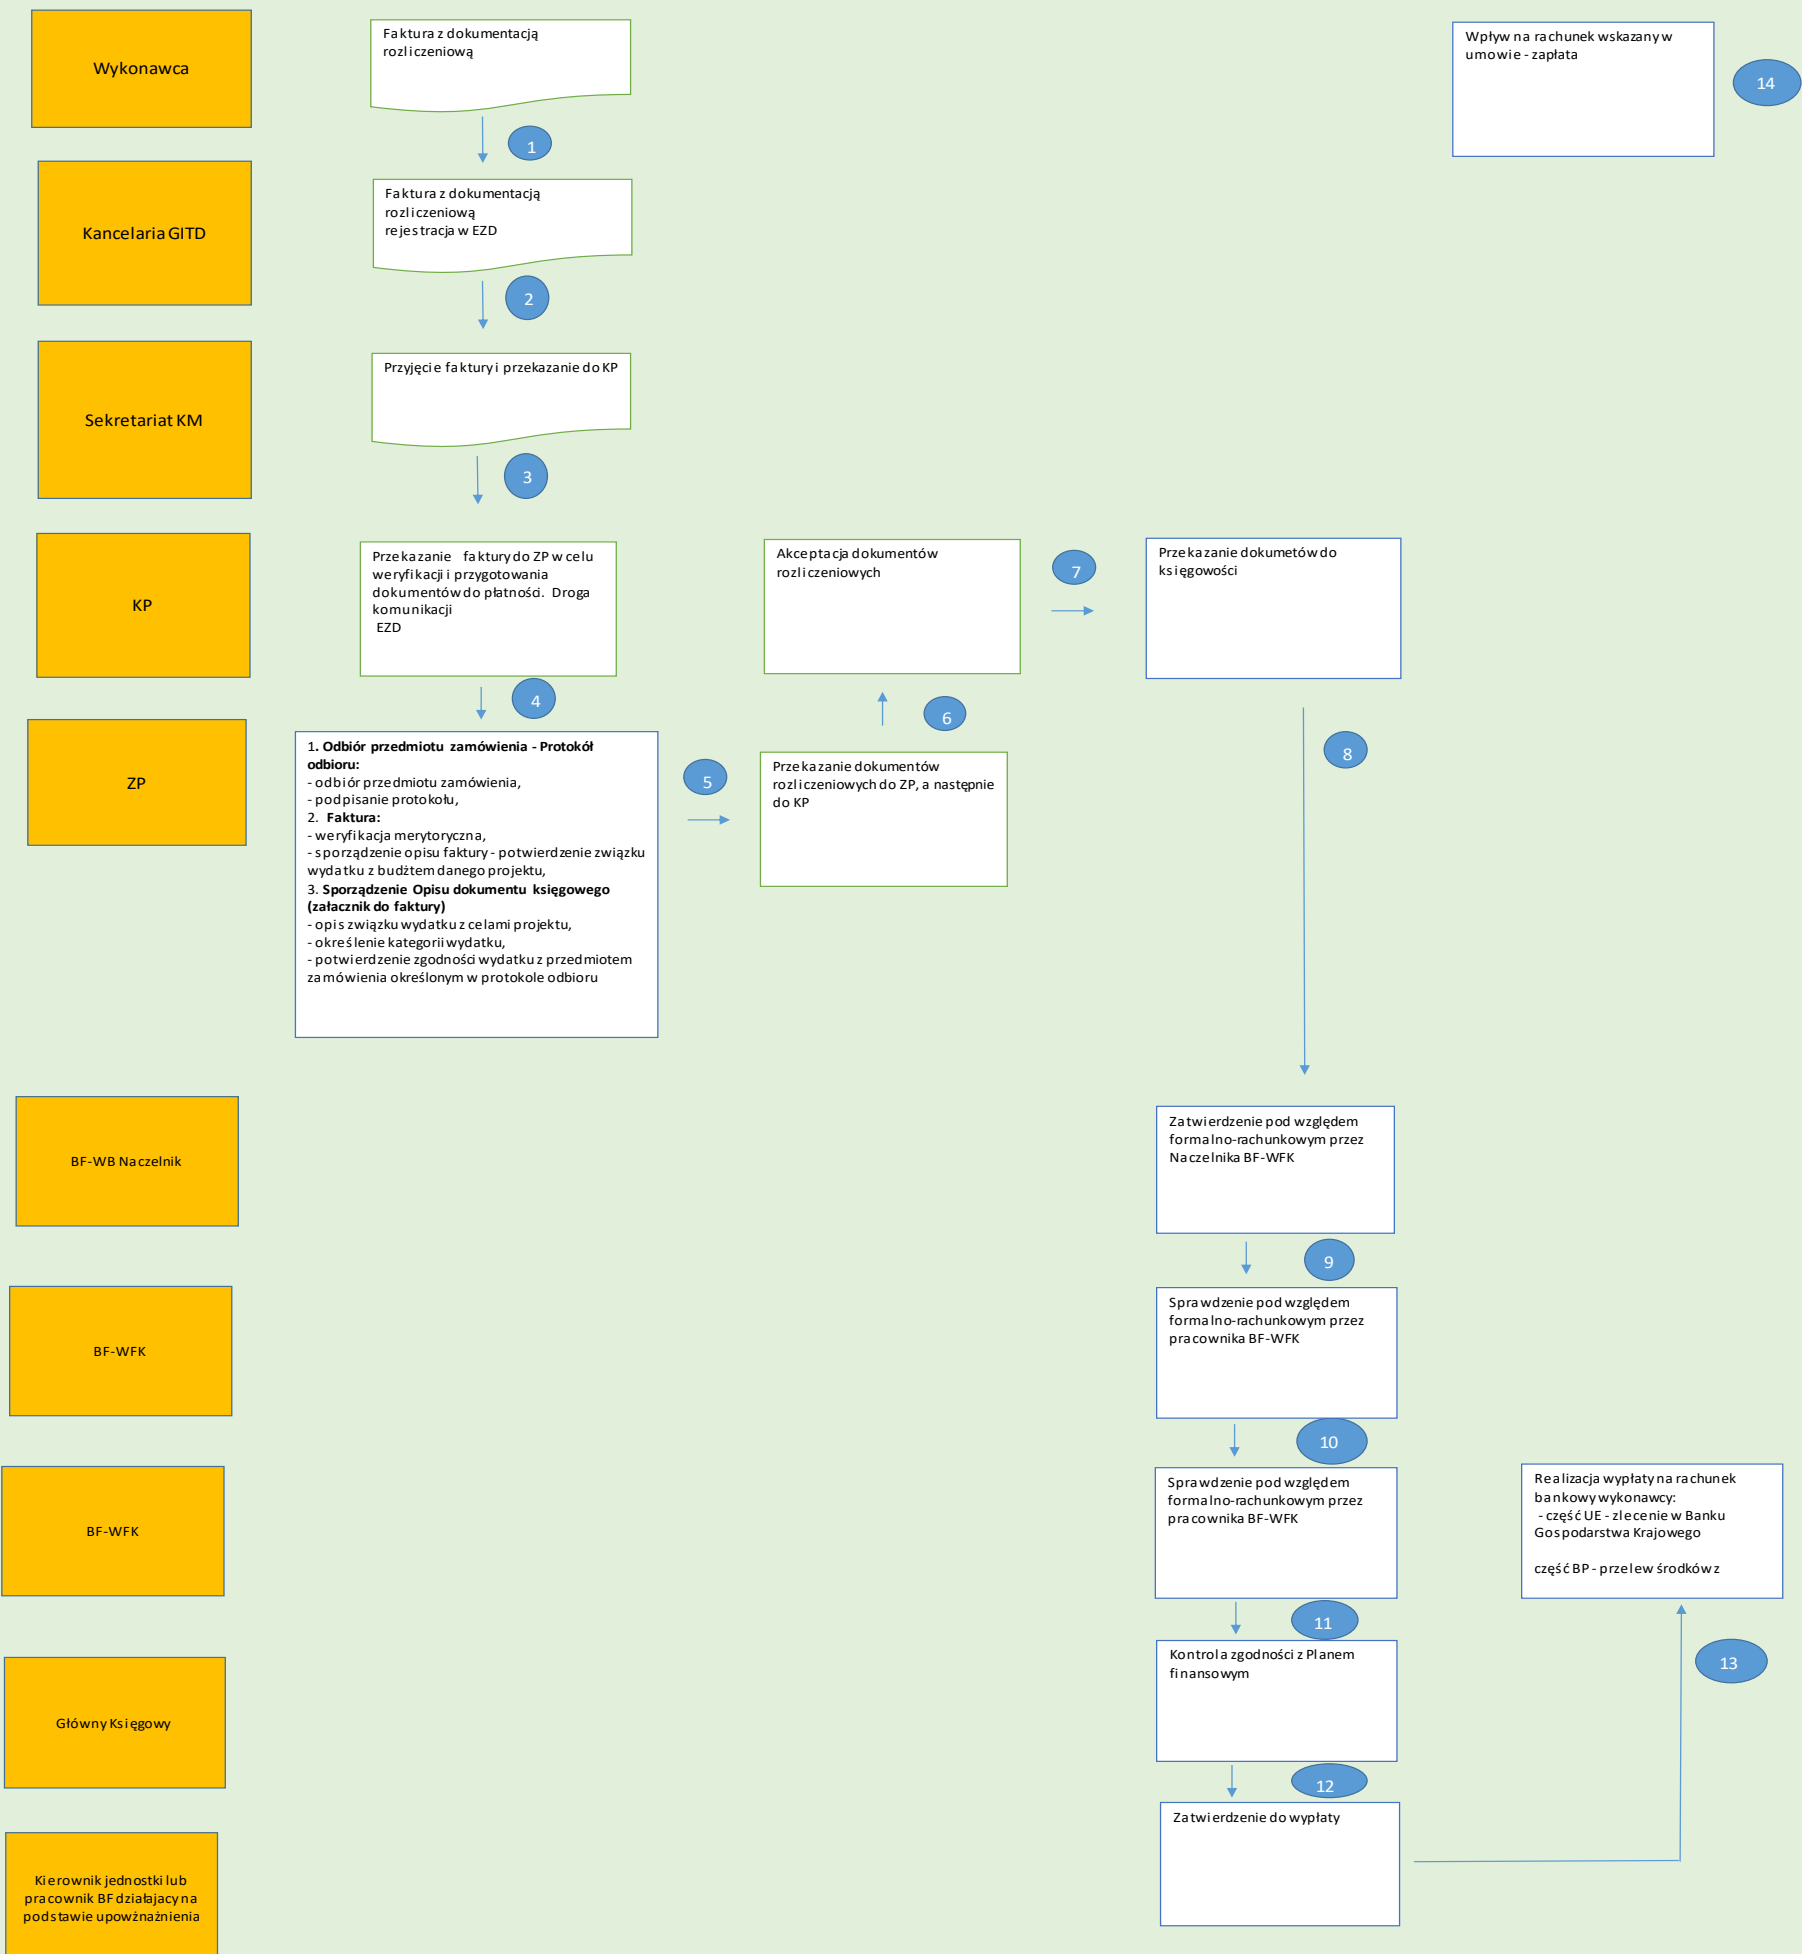 Wykonawca
Faktura z dokumentacją
rozliczeniową
Wpływ na rachunek wskazany w
umowie - zapłata
14
1
Kancelaria GITD
Faktura z dokumentacją
rozliczeniową
rejestracja w EZD
2
Sekretariat KM
Przyjęcie faktury i przekazanie do KP
3
KP
Przekazanie faktury do ZP w celu
weryfikacji i przygotowania
dokumentów do płatności. Droga
komunikacji
EZD
Akceptacja dokumentów
rozliczeniowych
7
Przekazanie dokumetów do
księgowości
4
6
8
ZP
1. Odbiór przedmiotu zamówienia - Protokół
odbioru:
- odbiór przedmiotu zamówienia,
- podpisanie protokołu,
2. Faktura:
- weryfikacja merytoryczna,
- sporządzenie opisu faktury - potwierdzenie związku
wydatku z budżtem danego projektu,
3. Sporządzenie Opisu dokumentu księgowego
(załacznik do faktury)
- opis związku wydatku z celami projektu,
- określenie kategorii wydatku,
- potwierdzenie zgodności wydatku z przedmiotem
zamówienia określonym w protokole odbioru
5
Przekazanie dokumentów
rozliczeniowych do ZP, a następnie
do KP
BF-WB Naczelnik
Zatwierdzenie pod względem
formalno-rachunkowym przez
Naczelnika BF-WFK
9
BF-WFK
Sprawdzenie pod względem
formalno-rachunkowym przez
pracownika BF-WFK
10
BF-WFK
Sprawdzenie pod względem
formalno-rachunkowym przez
pracownika BF-WFK
Realizacja wypłaty na rachunek
bankowy wykonawcy:
- część UE - zlecenie w Banku
Gospodarstwa Krajowego
część BP - przelew środków z
11
13
Główny Księgowy
Kontrola zgodności z Planem
finansowym
12
Zatwierdzenie do wypłaty
Kierownik jednostki lub
pracownik BF działajacy na
podstawie upoważnażnienia